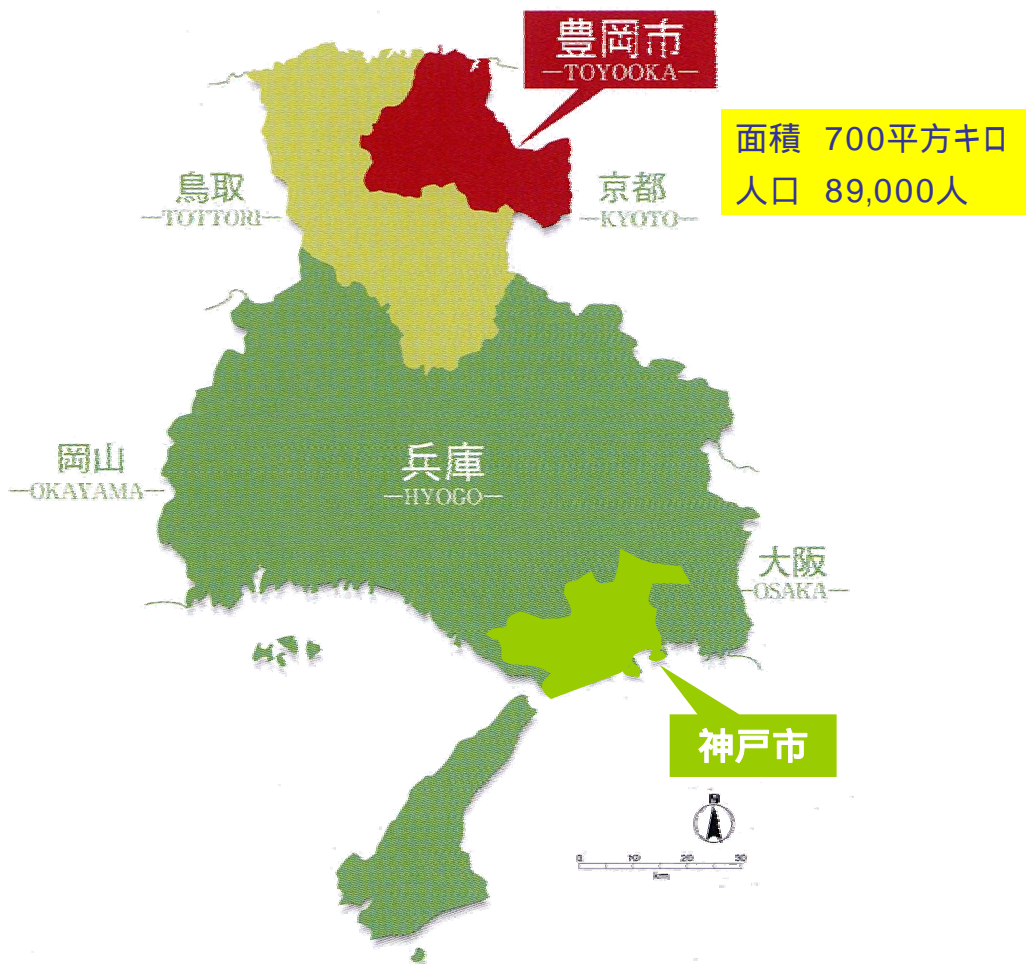 豊岡市
TOYOOKA
面積 700平方キロ
人口 89,000人
鳥取
TOTTORI
京都
KYOTO
岡山
OKAYAMA
兵庫
HYOGO
大阪
OSAKA
神戸市
N
0 10 20 30
km